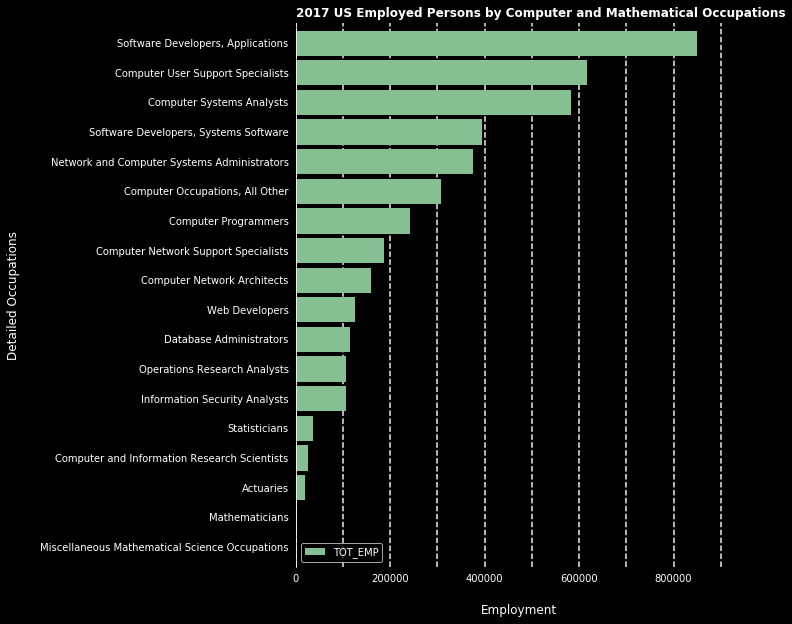 2017 US Employed Persons by Computer and Mathematical Occupations
Software Developers, Applications
Computer User Support Specialists
Computer Systems Analysts
Software Developers, Systems Software
Network and Computer Systems Administrators
Computer Occupations, All Other
Computer Programmers
Computer Network Support Specialists
Computer Network Architects
Web Developers
Database Administrators
Operations Research Analysts
Information Security Analysts
Statisticians
Computer and Information Research Scientists
Actuaries
Mathematicians
Miscellaneous Mathematical Science Occupations
Detailed Occupations
TOT_EMP
0 200000 400000 600000 800000
Employment